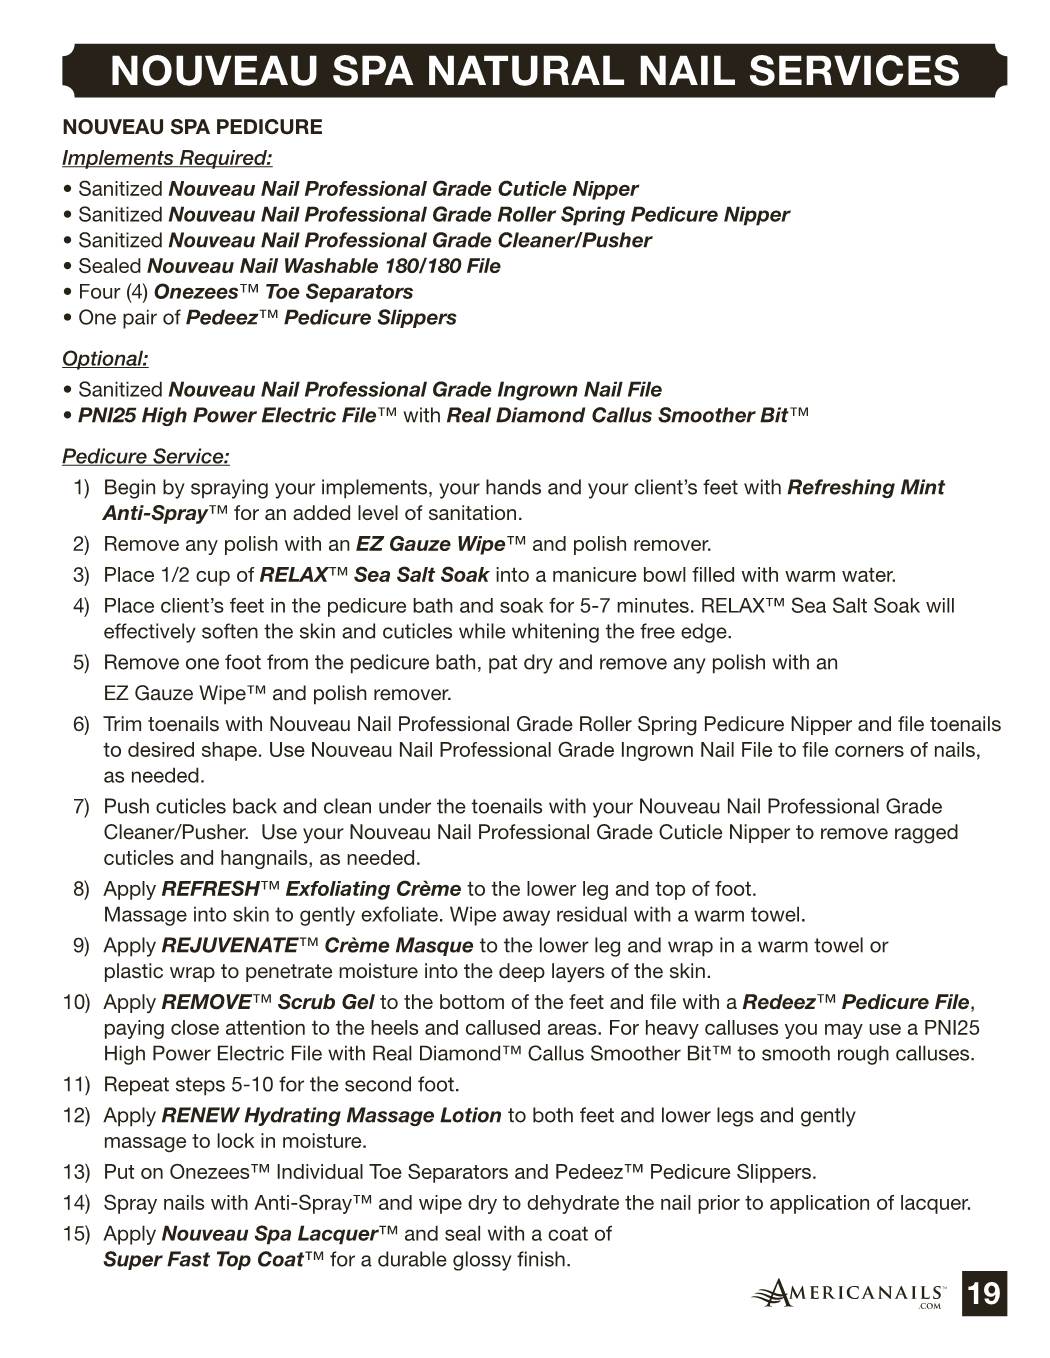 NOUVEAU SPA NATURAL NAIL SERVICES
NOUVEAU SPA PEDICURE
Implements Required:
• Sanitized Nouveau Nail Professional Grade Cuticle Nipper
• Sanitized Nouveau Nail Professional Grade Roller Spring Pedicure Nipper
• Sanitized Nouveau Nail Professional Grade Cleaner/Pusher
• Sealed Nouveau Nail Washable 180/180 File
• Four (4) Onezees™ Toe Separators
• One pair of Pedeez™ Pedicure Slippers
Optional:
• Sanitized Nouveau Nail Professional Grade Ingrown Nail File
• PNI25 High Power Electric File™ with Real Diamond Callus Smoother Bit™
Pedicure Service:
1) Begin by spraying your implements, your hands and your client's feet with Refreshing Mint
Anti-Spray™ for an added level of sanitation.
2) Remove any polish with an EZ Gauze Wipe™ and polish remover.
3) Place 1/2 cup of RELAX™ Sea Salt Soak into a manicure bowl filled with warm water.
4) Place client's feet in the pedicure bath and soak for 5-7 minutes. RELAX™ Sea Salt Soak will
effectively soften the skin and cuticles while whitening the free edge.
5) Remove one foot from the pedicure bath, pat dry and remove any polish with an
EZ Gauze Wipe™ and polish remover.
6) Trim toenails with Nouveau Nail Professional Grade Roller Spring Pedicure Nipper and file toenails
to desired shape. Use Nouveau Nail Professional Grade Ingrown Nail File to file corners of nails,
as needed.
7) Push cuticles back and clean under the toenails with your Nouveau Nail Professional Grade
Cleaner/Pusher. Use your Nouveau Nail Professional Grade Cuticle Nipper to remove ragged
cuticles and hangnails, as needed.
8) Apply REFRESH™ Exfoliating Crème to the lower leg and top of foot.
Massage into skin to gently exfoliate. Wipe away residual with a warm towel.
9) Apply REJUVENATE™ Crème Masque to the lower leg and wrap in a warm towel or
plastic wrap to penetrate moisture into the deep layers of the skin.
10) Apply REMOVE™ Scrub Gel to the bottom of the feet and file with a Redeez™ Pedicure File,
paying close attention to the heels and callused areas. For heavy calluses you may use a PNI25
High Power Electric File with Real Diamond™ Callus Smoother Bit™ to smooth rough calluses.
11) Repeat steps 5-10 for the second foot.
12) Apply RENEW Hydrating Massage Lotion to both feet and lower legs and gently
massage to lock in moisture.
13) Put on Onezees™ Individual Toe Separators and Pedeez™ Pedicure Slippers.
14) Spray nails with Anti-Spray™ and wipe dry to dehydrate the nail prior to application of lacquer.
15) Apply Nouveau Spa Lacquer™ and seal with a coat of
Super Fast Top Coat™ for a durable glossy finish.
AMERICANAILS™
.COM
19